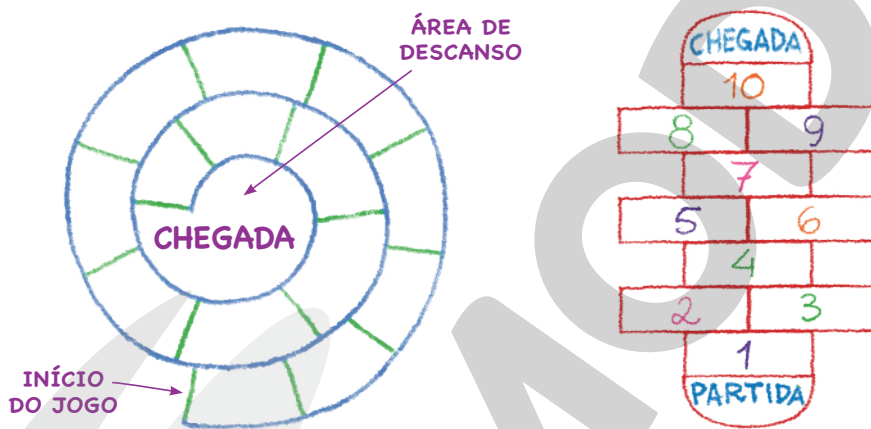 ÁREA DE
DESCANSO
CHEGADA
INÍCIO
DO JOGO
CHEGADA
10
8 9
7
5 6
4
2 3
1
PARTIDA